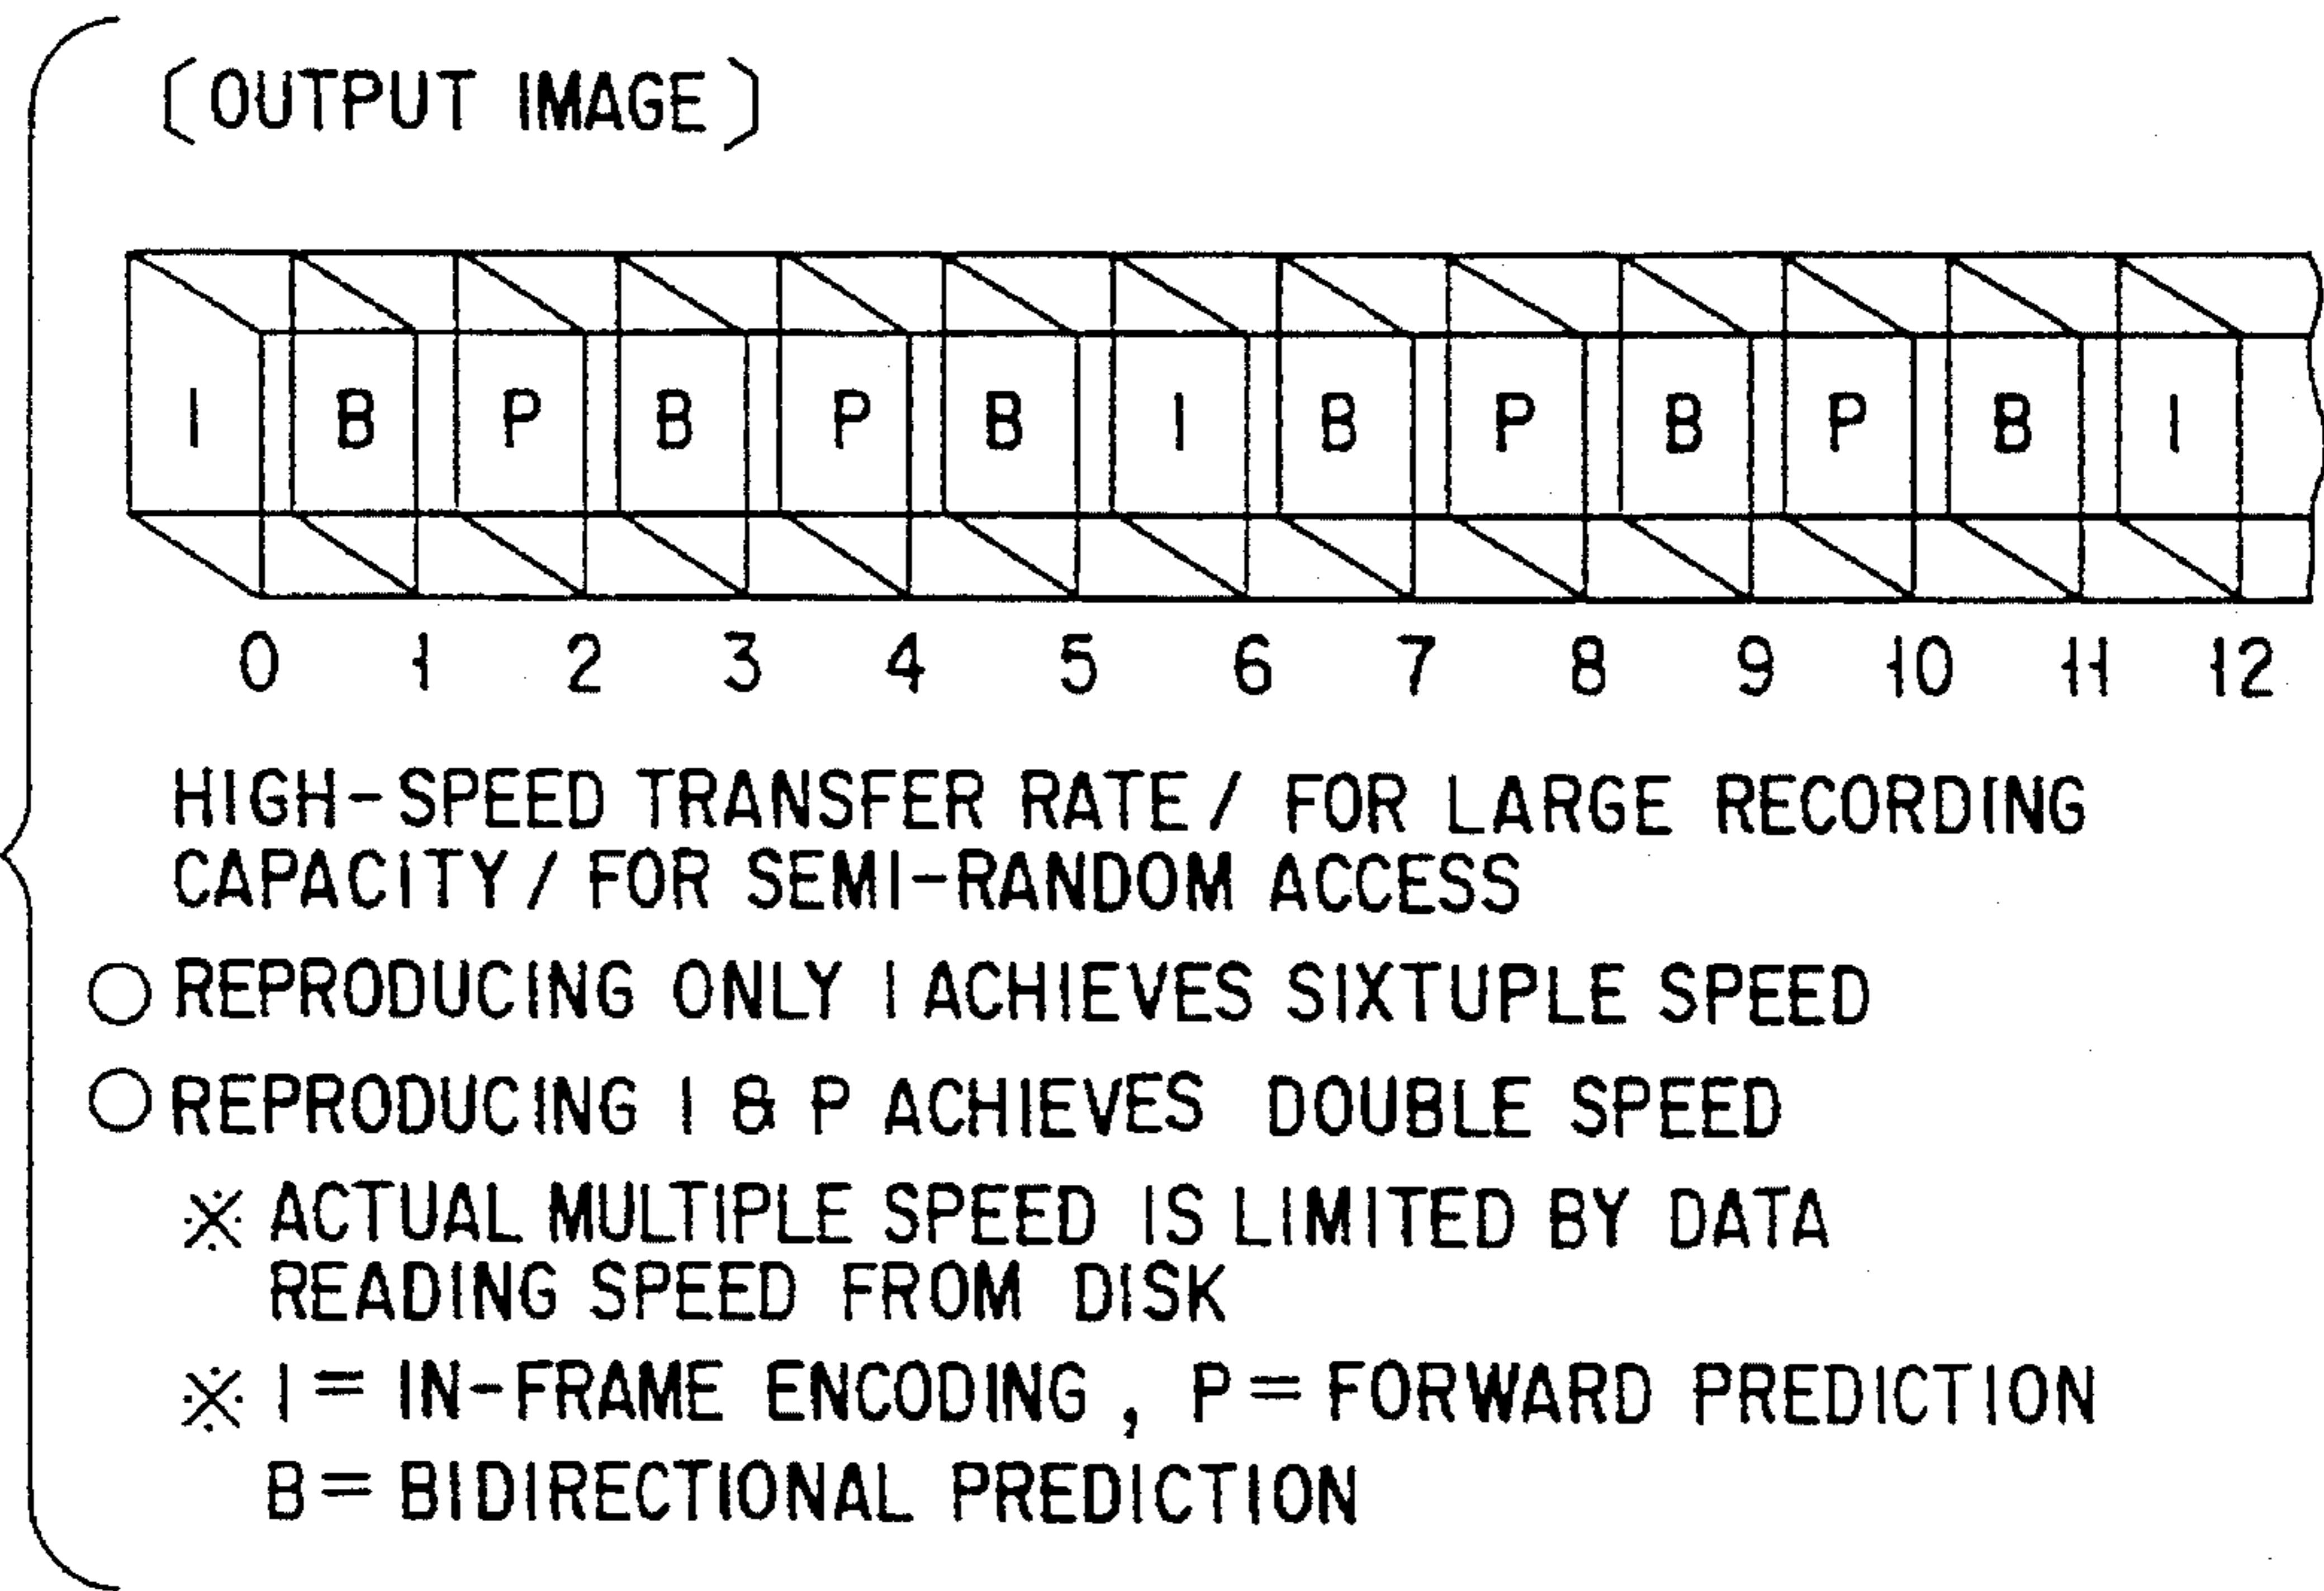 〔OUTPUT IMAGE〕
I B P B P B I B P B P B I
0 1 2 3 4 5 6 7 8 9 10 11 12
HIGH-SPEED TRANSFER RATE/ FOR LARGE RECORDING
CAPACITY/ FOR SEMI-RANDOM ACCESS
○ REPRODUCING ONLY I ACHIEVES SIXTUPLE SPEED
○ REPRODUCING I & P ACHIEVES DOUBLE SPEED
※ ACTUAL MULTIPLE SPEED IS LIMITED BY DATA
READING SPEED FROM DISK
※ I = IN-FRAME ENCODING , P = FORWARD PREDICTION
B = BIDIRECTIONAL PREDICTION